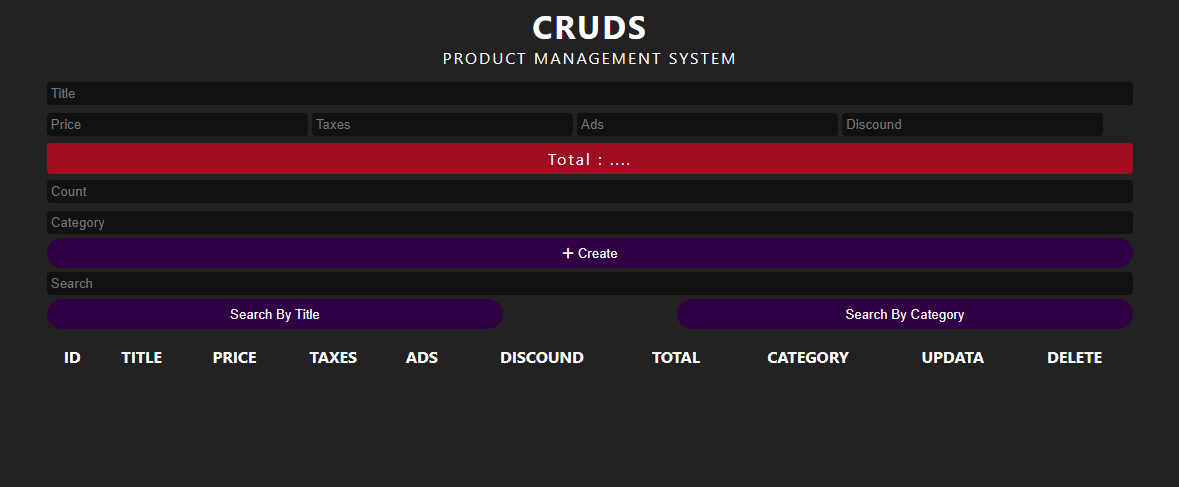 CRUDS
PRODUCT MANAGEMENT SYSTEM
Title
Price Taxes Ads Discound
Total : ....
Count
Category
+ Create
Search
Search By Title Search By Category
ID TITLE PRICE TAXES ADS DISCOUND TOTAL CATEGORY UPDATA DELETE